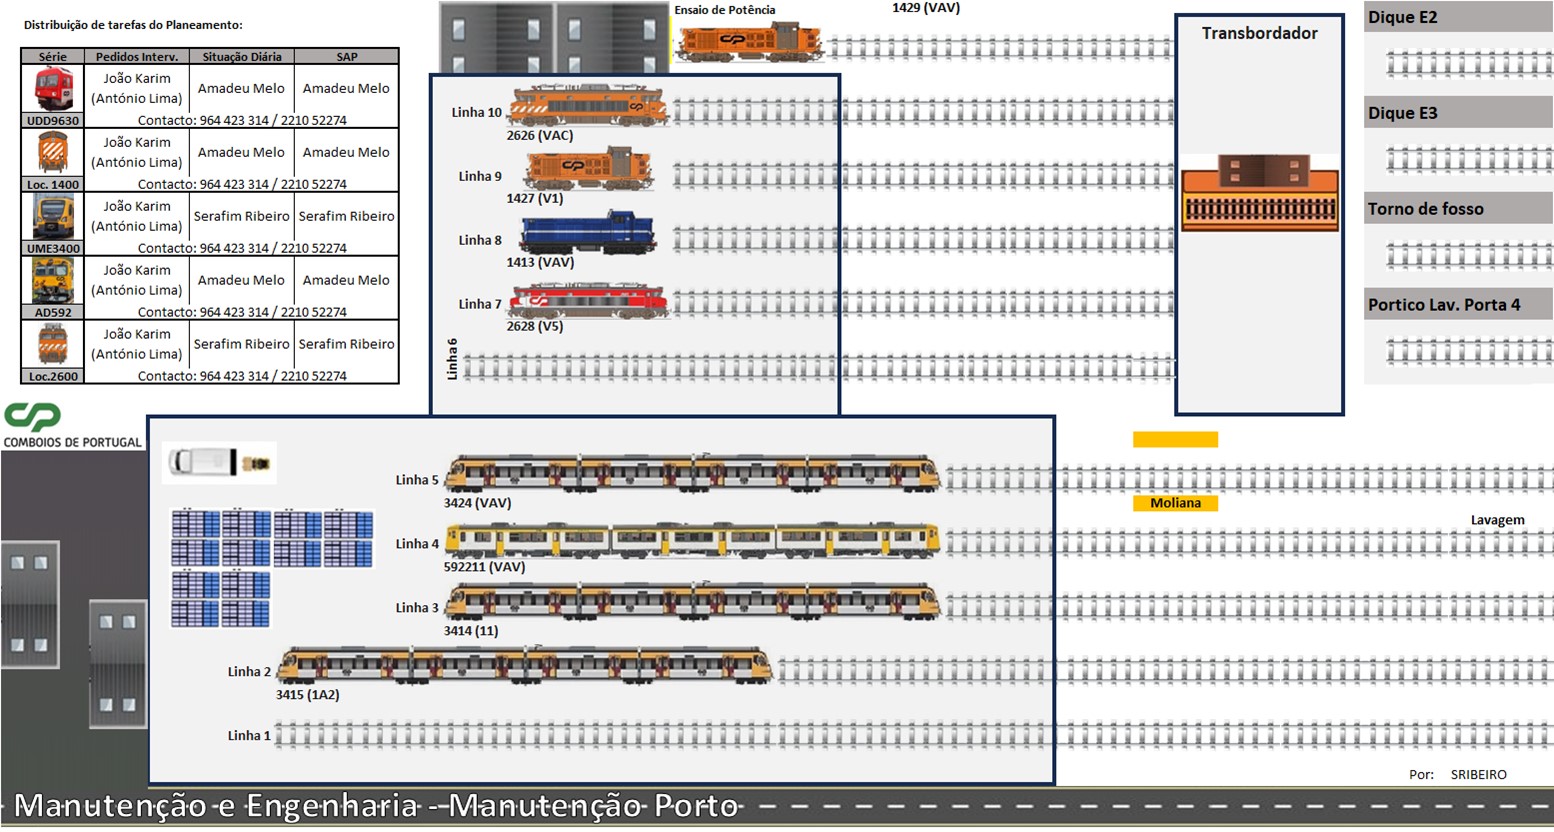 Distribuição de tarefas do Planeamento:
Série Pedidos Interv. Situação Diária SAP
João Karim
(António Lima) Amadeu Melo Amadeu Melo
UDD9630 Contacto: 964 423 314 / 2210 52274
João Karim
(António Lima) Amadeu Melo Amadeu Melo
Loc. 1400 Contacto: 964 423 314 / 2210 52274
João Karim
(António Lima) Serafim Ribeiro Serafim Ribeiro
UME3400 Contacto: 964 423 314 / 2210 52274
João Karim
(António Lima) Amadeu Melo Amadeu Melo
AD592 Contacto: 964 423 314 / 2210 52274
João Karim
(António Lima) Serafim Ribeiro Serafim Ribeiro
Loc.2600 Contacto: 964 423 314 / 2210 52274
CP
COMBOIOS DE PORTUGAL
Ensaio de Potência
1429 (VAV)
Linha 10
2626 (VAC)
Linha 9
1427 (V1)
Linha 8
1413 (VAV)
Linha 7
2628 (V5)
Linha 6
Transbordador
Dique E2
Dique E3
Torno de fosso
Portico Lav. Porta 4
Linha 5
3424 (VAV)
Moliana
Lavagem
Linha 4
592211 (VAV)
Linha 3
3414 (11)
Linha 2
3415 (1A2)
Linha 1
Por: SRIBEIRO
Manutenção e Engenharia - Manutenção Porto